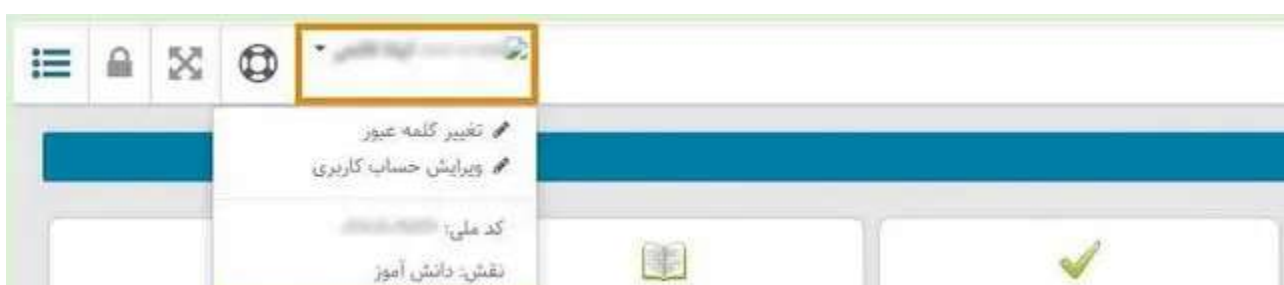 تغییر کلمه عبور
ویرایش حساب کاربری
کد ملی:
نقش: دانش آموز